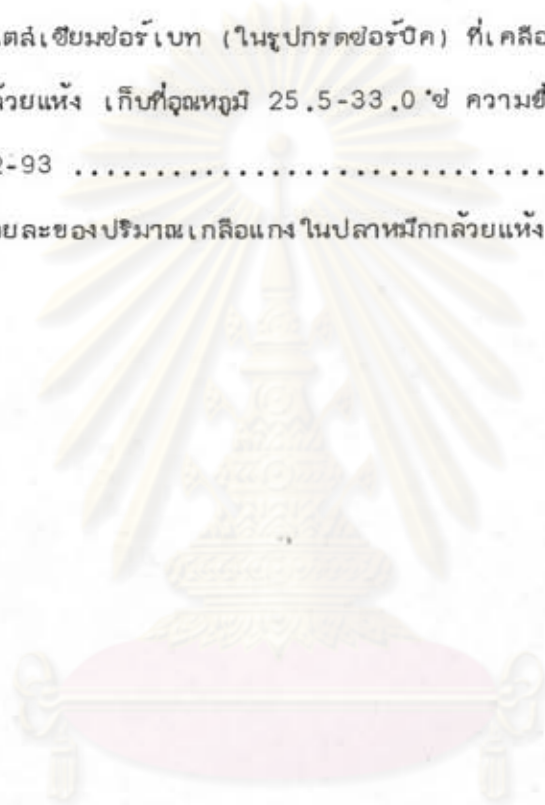 ตสเซียมซอร์เบท (ในรูปกรดซอร์บิค) ที่เคลือ
้วยแห้ง เก็บที่อุณหภูมิ 25.5-33.0 °ซ ความชื
2-93 ..............................
ยละของปริมาณเกลือแกงในปลาหมึกกล้วยแห้ง